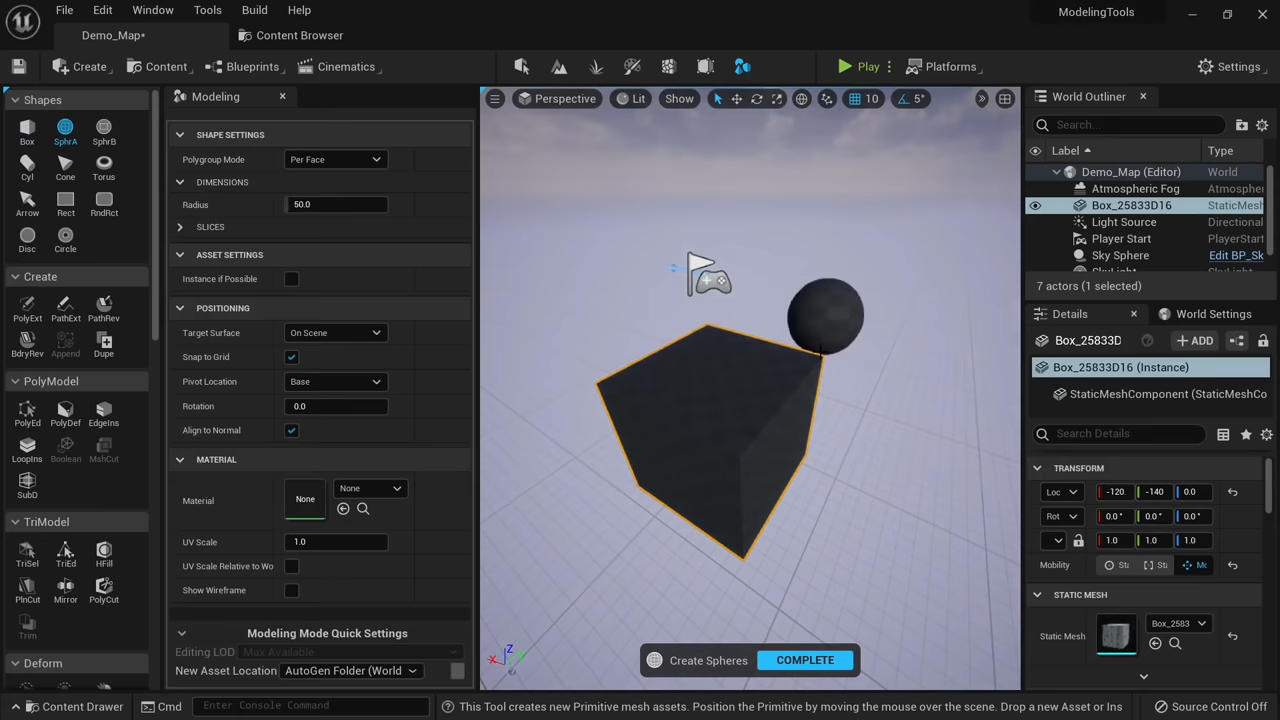 File Edit Window Tools Build Help
ModelingTools
Demo_Map*
Content Browser
Create
Content
Blueprints
Cinematics
Play
Platforms
Settings
Shapes
Box SphrA SphrB
Cyl Cone Torus
Arrow Rect RndRct
Disc Circle
Create
PolyExt PathExt PathRev
BdryRev Append Dupe
PolyModel
PolyEd PolyDef EdgeIns
LoopIns Boolean MshCut
SubD
TriModel
TriSel TriEd HFill
PlnCut Mirror PolyCut
Trim
Deform
Modeling
SHAPE SETTINGS
Polygroup Mode Per Face
DIMENSIONS
Radius 50.0
SLICES
ASSET SETTINGS
Instance if Possible
POSITIONING
Target Surface On Scene
Snap to Grid
Pivot Location Base
Rotation 0.0
Align to Normal
MATERIAL
Material None None
UV Scale 1.0
UV Scale Relative to Wo
Show Wireframe
Modeling Mode Quick Settings
Editing LOD Max Available
New Asset Location AutoGen Folder (World
Perspective Lit Show 10 5°
Z
X
Create Spheres COMPLETE
World Outliner
Search...
Label Type
Demo_Map (Editor) World
Atmospheric Fog Atmosphe
Box_25833D16 StaticMesh
Light Source Directional
Player Start PlayerStart
Sky Sphere Edit BP_Sk
SkyLight SkyLight
7 actors (1 selected)
Details World Settings
Box_25833D ADD
Box_25833D16 (Instance)
StaticMeshComponent (StaticMeshCo
Search Details
TRANSFORM
Loc -120. -140 0.0
Rot 0.0° 0.0° 0.0°
1.0 1.0 1.0
Mobility Sta Sta Mo
STATIC MESH
Static Mesh Box_2583
Content Drawer Cmd Enter Console Command This Tool creates new Primitive mesh assets. Position the Primitive by moving the mouse over the scene. Drop a new Asset or Ins Source Control Off